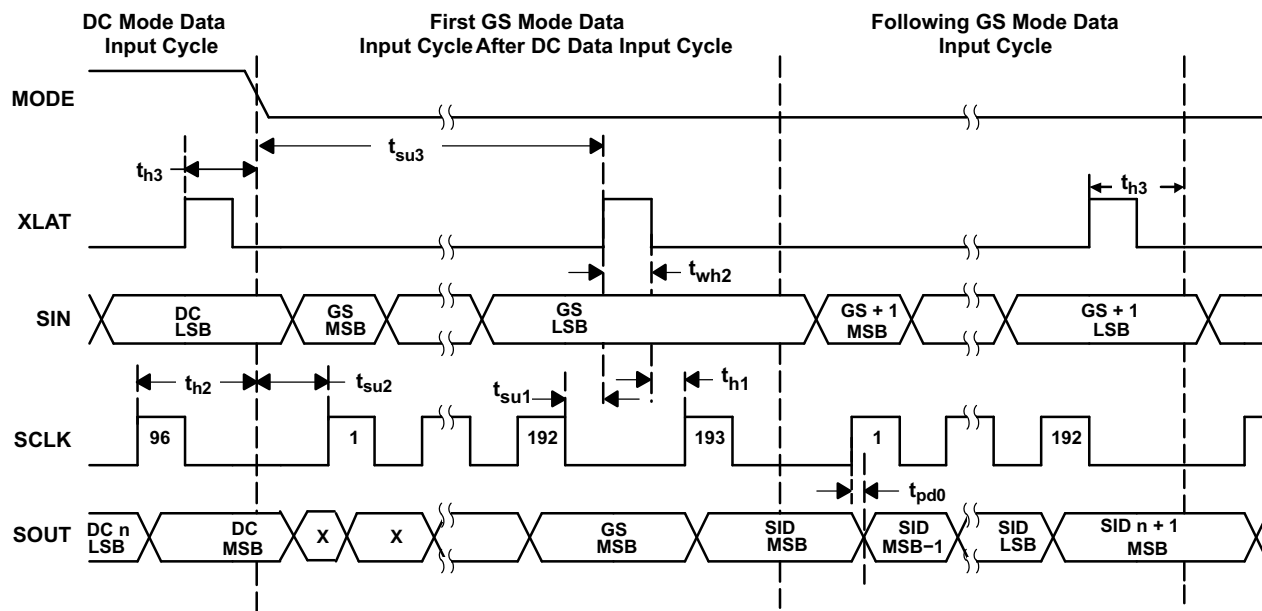 DC Mode Data
Input Cycle
First GS Mode Data
Input Cycle After DC Data Input Cycle
Following GS Mode Data
Input Cycle
MODE
t_su3
t_h3
t_h3
XLAT
t_wh2
SIN
DC
LSB
GS
MSB
GS
LSB
GS + 1
MSB
GS + 1
LSB
t_h2
t_su2
t_su1
t_h1
SCLK
96
1
192
193
1
192
t_pd0
SOUT
DC n
LSB
DC
MSB
X
X
GS
MSB
SID
MSB
SID
MSB−1
SID
LSB
SID n + 1
MSB